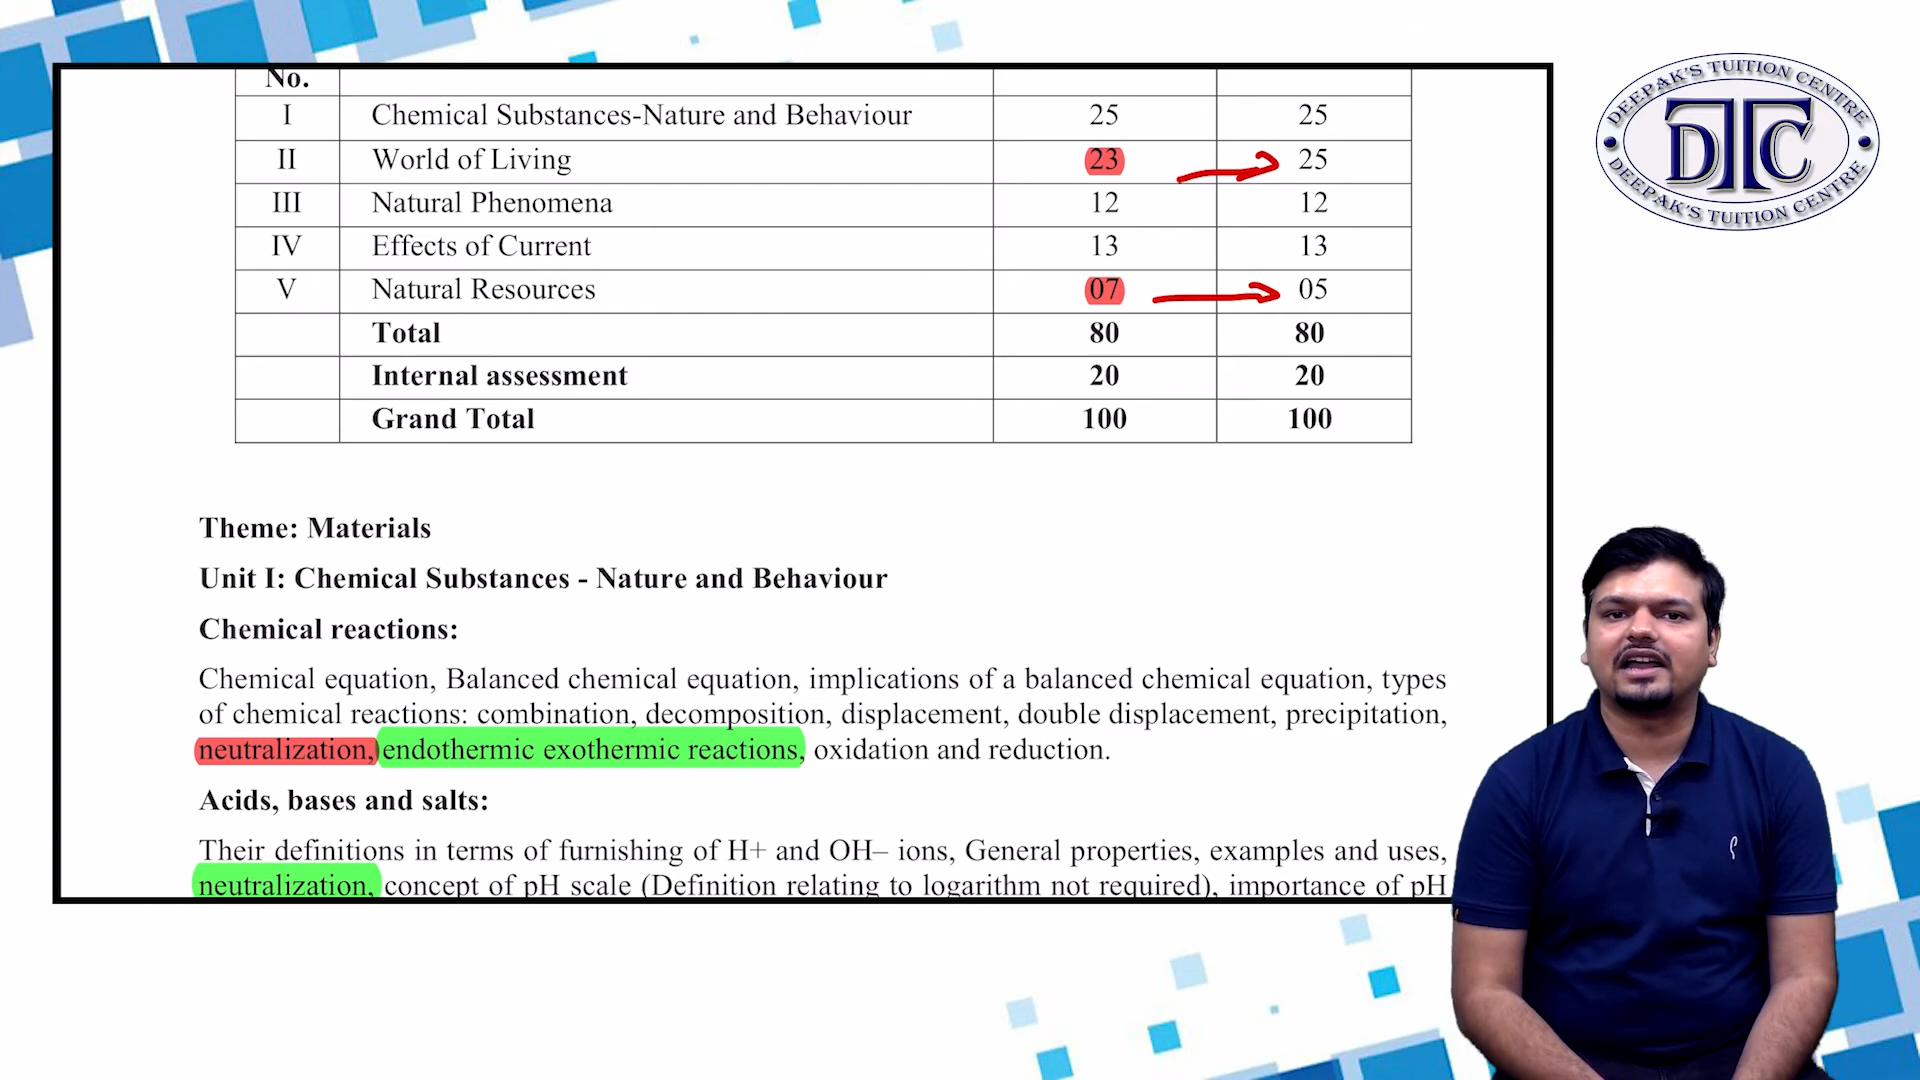 No.
I Chemical Substances-Nature and Behaviour 25 25
II World of Living 23 25
III Natural Phenomena 12 12
IV Effects of Current 13 13
V Natural Resources 07 05
Total 80 80
Internal assessment 20 20
Grand Total 100 100
Theme: Materials
Unit I: Chemical Substances - Nature and Behaviour
Chemical reactions:
Chemical equation, Balanced chemical equation, implications of a balanced chemical equation, types
of chemical reactions: combination, decomposition, displacement, double displacement, precipitation,
neutralization, endothermic exothermic reactions, oxidation and reduction.
Acids, bases and salts:
Their definitions in terms of furnishing of H+ and OH– ions, General properties, examples and uses,
neutralization, concept of pH scale (Definition relating to logarithm not required), importance of pH
DEEPAK'S TUITION CENTRE
DTC
DEEPAK'S TUITION CENTRE